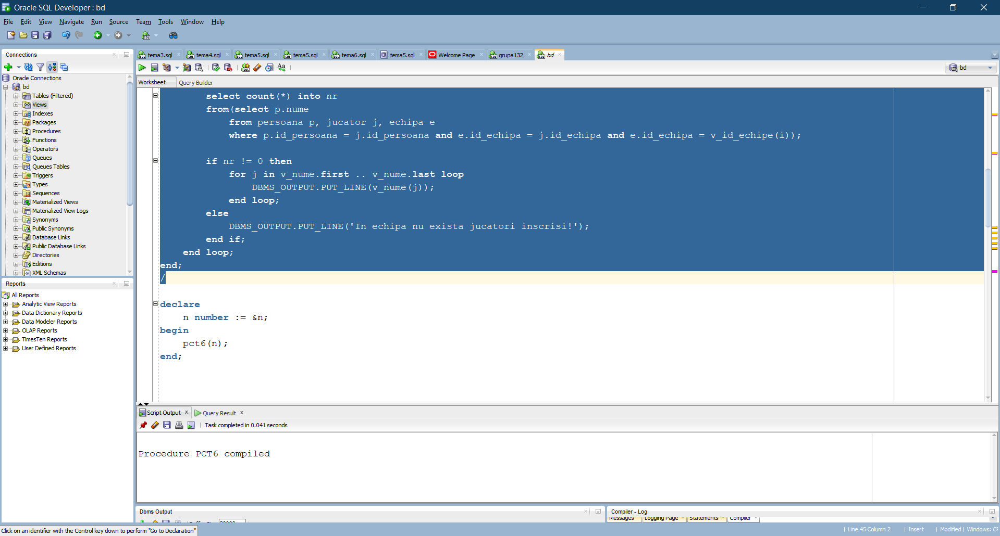 Oracle SQL Developer : bd
File Edit View Navigate Run Source Team Tools Window Help
Connections
Oracle Connections
bd
Tables (Filtered)
Views
Indexes
Packages
Procedures
Functions
Operators
Queues
Queues Tables
Triggers
Types
Sequences
Materialized Views
Materialized View Logs
Synonyms
Public Synonyms
Database Links
Public Database Links
Directories
Editions
XML Schemas
Reports
All Reports
Analytic View Reports
Data Dictionary Reports
Data Modeler Reports
OLAP Reports
TimesTen Reports
User Defined Reports
tema3.sql tema4.sql tema5.sql tema5.sql tema6.sql tema5.sql Welcome Page grupa132 bd
bd
Worksheet Query Builder
select count(*) into nr
from(select p.nume
from persoana p, jucator j, echipa e
where p.id_persoana = j.id_persoana and e.id_echipa = j.id_echipa and e.id_echipa = v_id_echipe(i));
if nr != 0 then
for j in v_nume.first .. v_nume.last loop
DBMS_OUTPUT.PUT_LINE(v_nume(j));
end loop;
else
DBMS_OUTPUT.PUT_LINE('In echipa nu exista jucatori inscrisi!');
end if;
end loop;
end;
/
declare
n number := &n;
begin
pct6(n);
end;
Script Output Query Result
Task completed in 0.041 seconds
Procedure PCT6 compiled
Dbms Output
Compiler - Log
Messages Logging Page Statements Compiler
Click on an identifier with the Control key down to perform "Go to Declaration"
Line 45 Column 2 Insert Modified Windows: CF